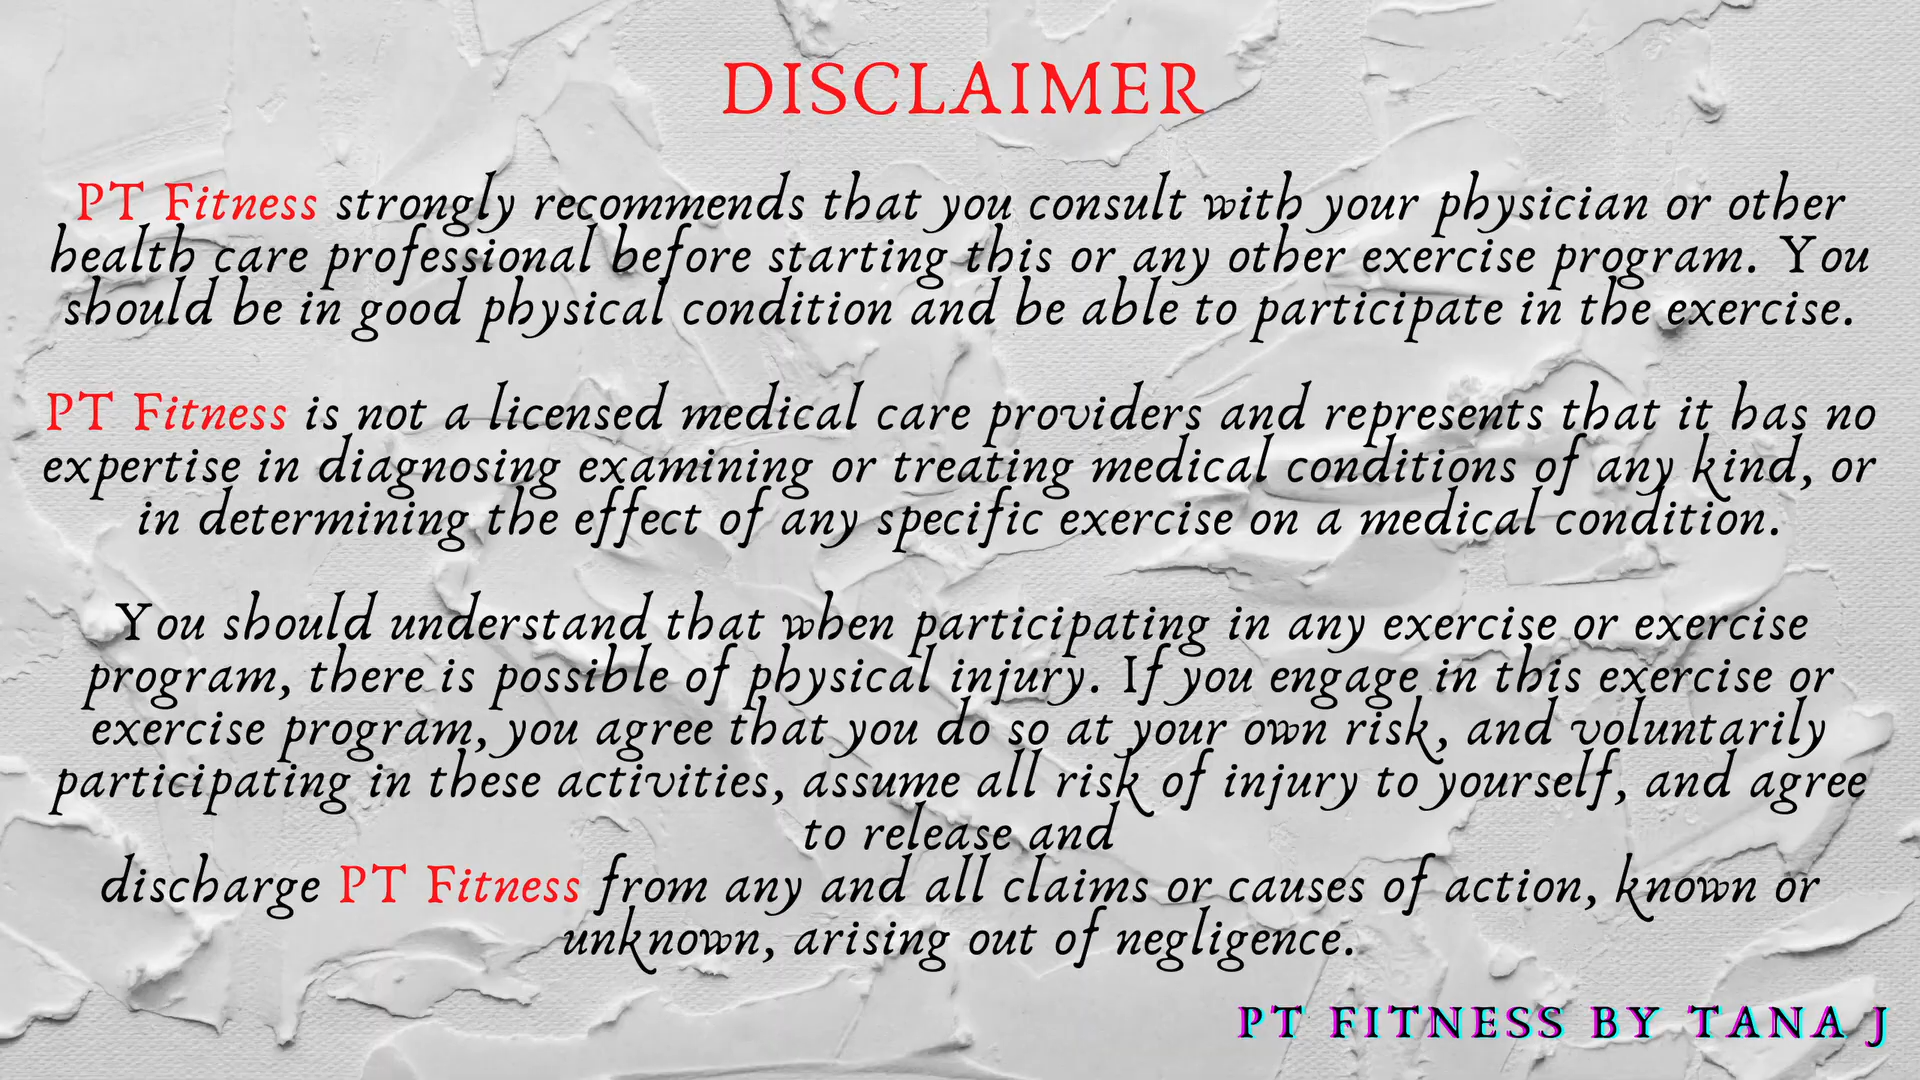 DISCLAIMER
PT Fitness strongly recommends that you consult with your physician or other
health care professional before starting this or any other exercise program. You
should be in good physical condition and be able to participate in the exercise.
PT Fitness is not a licensed medical care providers and represents that it has no
expertise in diagnosing examining or treating medical conditions of any kind, or
in determining the effect of any specific exercise on a medical condition.
You should understand that when participating in any exercise or exercise
program, there is possible of physical injury. If you engage in this exercise or
exercise program, you agree that you do so at your own risk, and voluntarily
participating in these activities, assume all risk of injury to yourself, and agree
to release and
discharge PT Fitness from any and all claims or causes of action, known or
unknown, arising out of negligence.
PT FITNESS BY TANA J